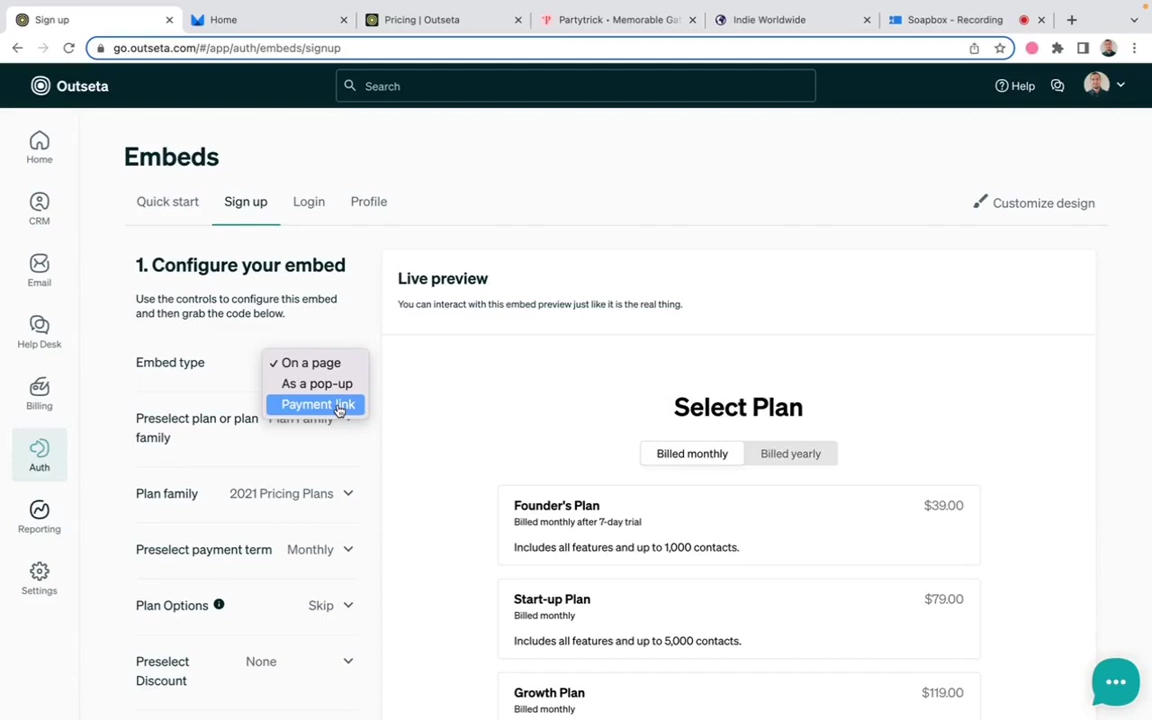 Sign up
Home
Pricing | Outseta
Partytrick • Memorable Gat
Indie Worldwide
Soapbox - Recording
go.outseta.com/#/app/auth/embeds/signup
Outseta
Search
Help
Home
CRM
Email
Help Desk
Billing
Auth
Reporting
Settings
Embeds
Quick start
Sign up
Login
Profile
Customize design
1. Configure your embed
Use the controls to configure this embed
and then grab the code below.
Embed type
✓ On a page
As a pop-up
Payment link
Preselect plan or plan
family
Plan Family
Plan family
2021 Pricing Plans
Preselect payment term
Monthly
Plan Options
Skip
Preselect
Discount
None
Live preview
You can interact with this embed preview just like it is the real thing.
Select Plan
Billed monthly
Billed yearly
Founder's Plan
$39.00
Billed monthly after 7-day trial
Includes all features and up to 1,000 contacts.
Start-up Plan
$79.00
Billed monthly
Includes all features and up to 5,000 contacts.
Growth Plan
$119.00
Billed monthly